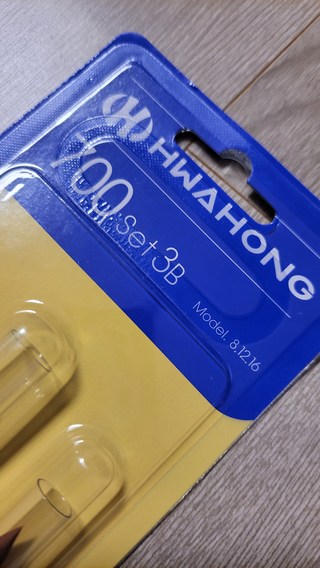 HWAHONG
700 Set 3B
Model. 8.12.16